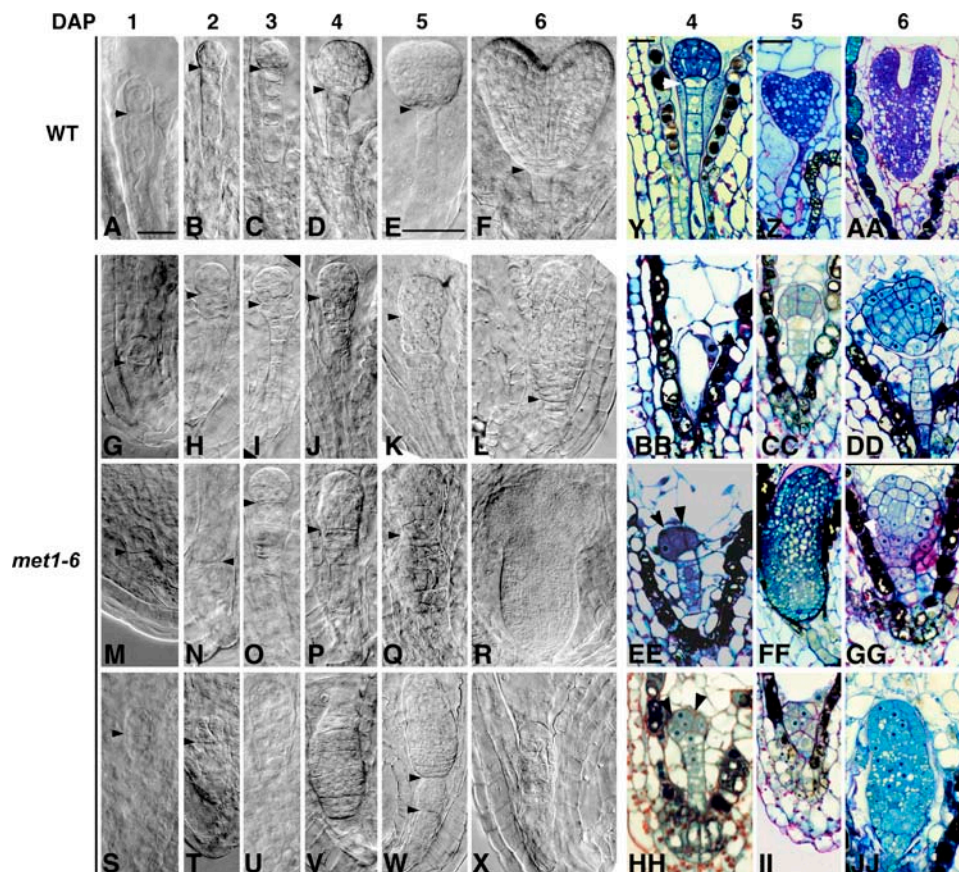 DAP 1 2 3 4 5 6 4 5 6
WT
A B C D E F Y Z AA
G H I J K L BB CC DD
met1-6
M N O P Q R EE FF GG
S T U V W X HH II JJ